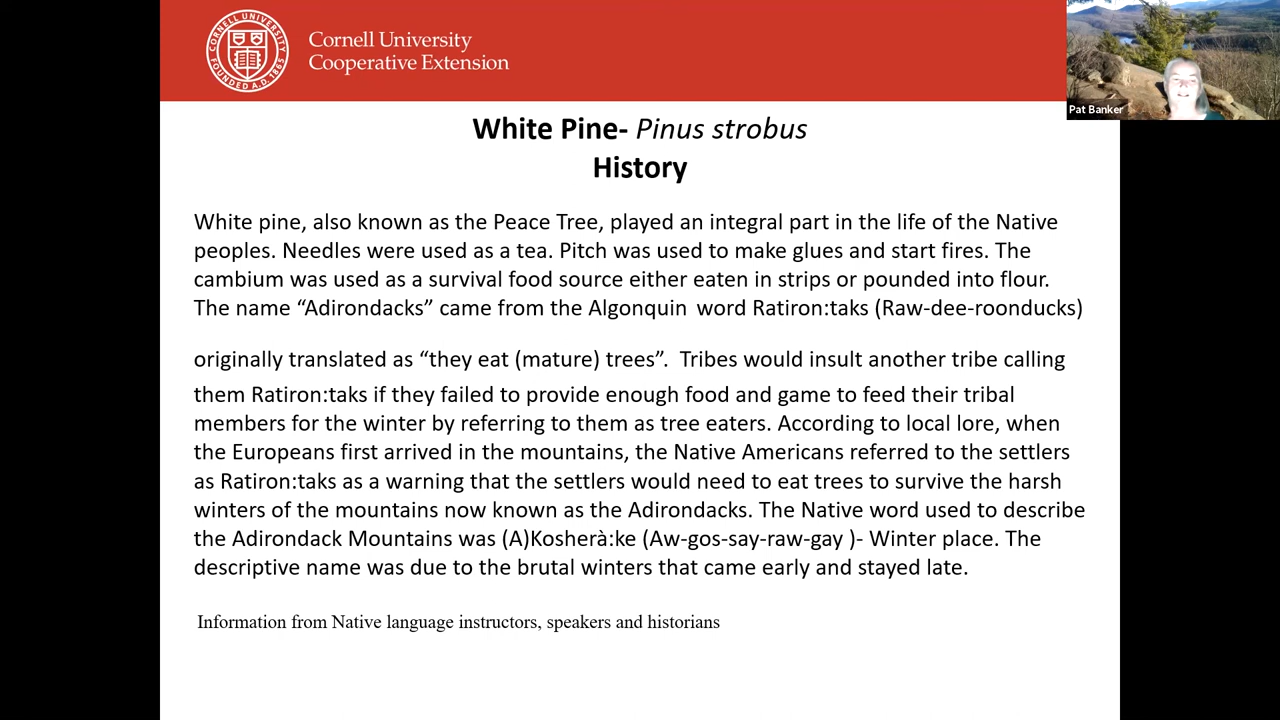 CORNELL UNIVERSITY
FOUNDED A.D. 1865
Cornell University
Cooperative Extension
Pat Banker
White Pine- Pinus strobus
History
White pine, also known as the Peace Tree, played an integral part in the life of the Native
peoples. Needles were used as a tea. Pitch was used to make glues and start fires. The
cambium was used as a survival food source either eaten in strips or pounded into flour.
The name “Adirondacks” came from the Algonquin word Ratiron:taks (Raw-dee-roonducks)
originally translated as “they eat (mature) trees”. Tribes would insult another tribe calling
them Ratiron:taks if they failed to provide enough food and game to feed their tribal
members for the winter by referring to them as tree eaters. According to local lore, when
the Europeans first arrived in the mountains, the Native Americans referred to the settlers
as Ratiron:taks as a warning that the settlers would need to eat trees to survive the harsh
winters of the mountains now known as the Adirondacks. The Native word used to describe
the Adirondack Mountains was (A)Kosherà:ke (Aw-gos-say-raw-gay )- Winter place. The
descriptive name was due to the brutal winters that came early and stayed late.
Information from Native language instructors, speakers and historians